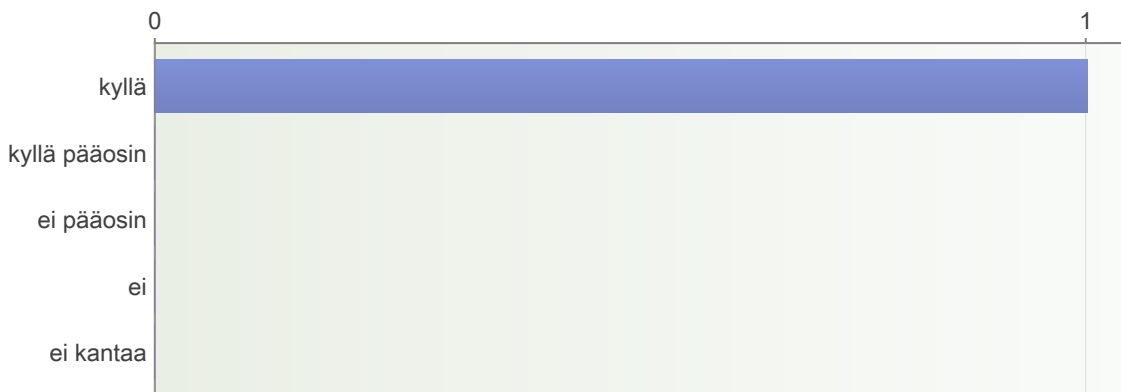 0 1
kyllä
kyllä pääosin
ei pääosin
ei
ei kantaa